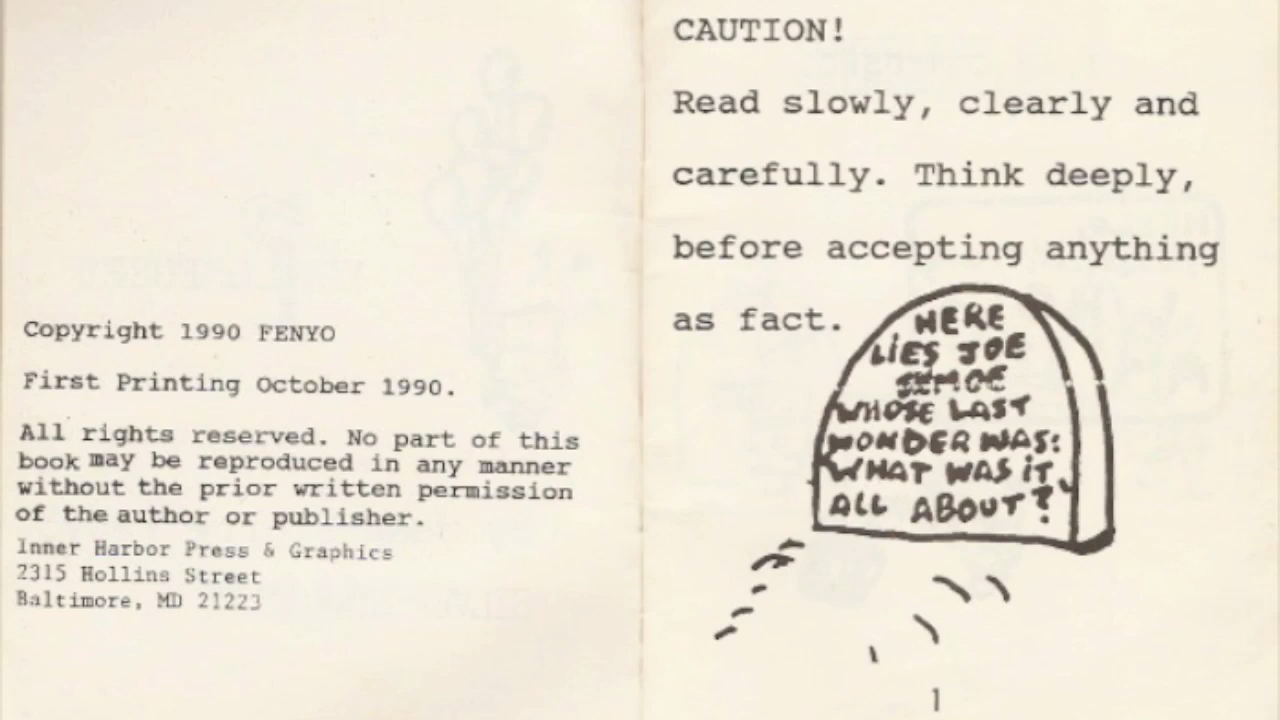 Copyright 1990 FENYO
First Printing October 1990.
All rights reserved. No part of this
book may be reproduced in any manner
without the prior written permission
of the author or publisher.
Inner Harbor Press & Graphics
2315 Hollins Street
Baltimore, MD 21223
CAUTION!
Read slowly, clearly and
carefully. Think deeply,
before accepting anything
as fact.
HERE
LiES JOE
WHOSE LAST
WONDER WAS:
WHAT WAS iT
ALL ABOUT?
1